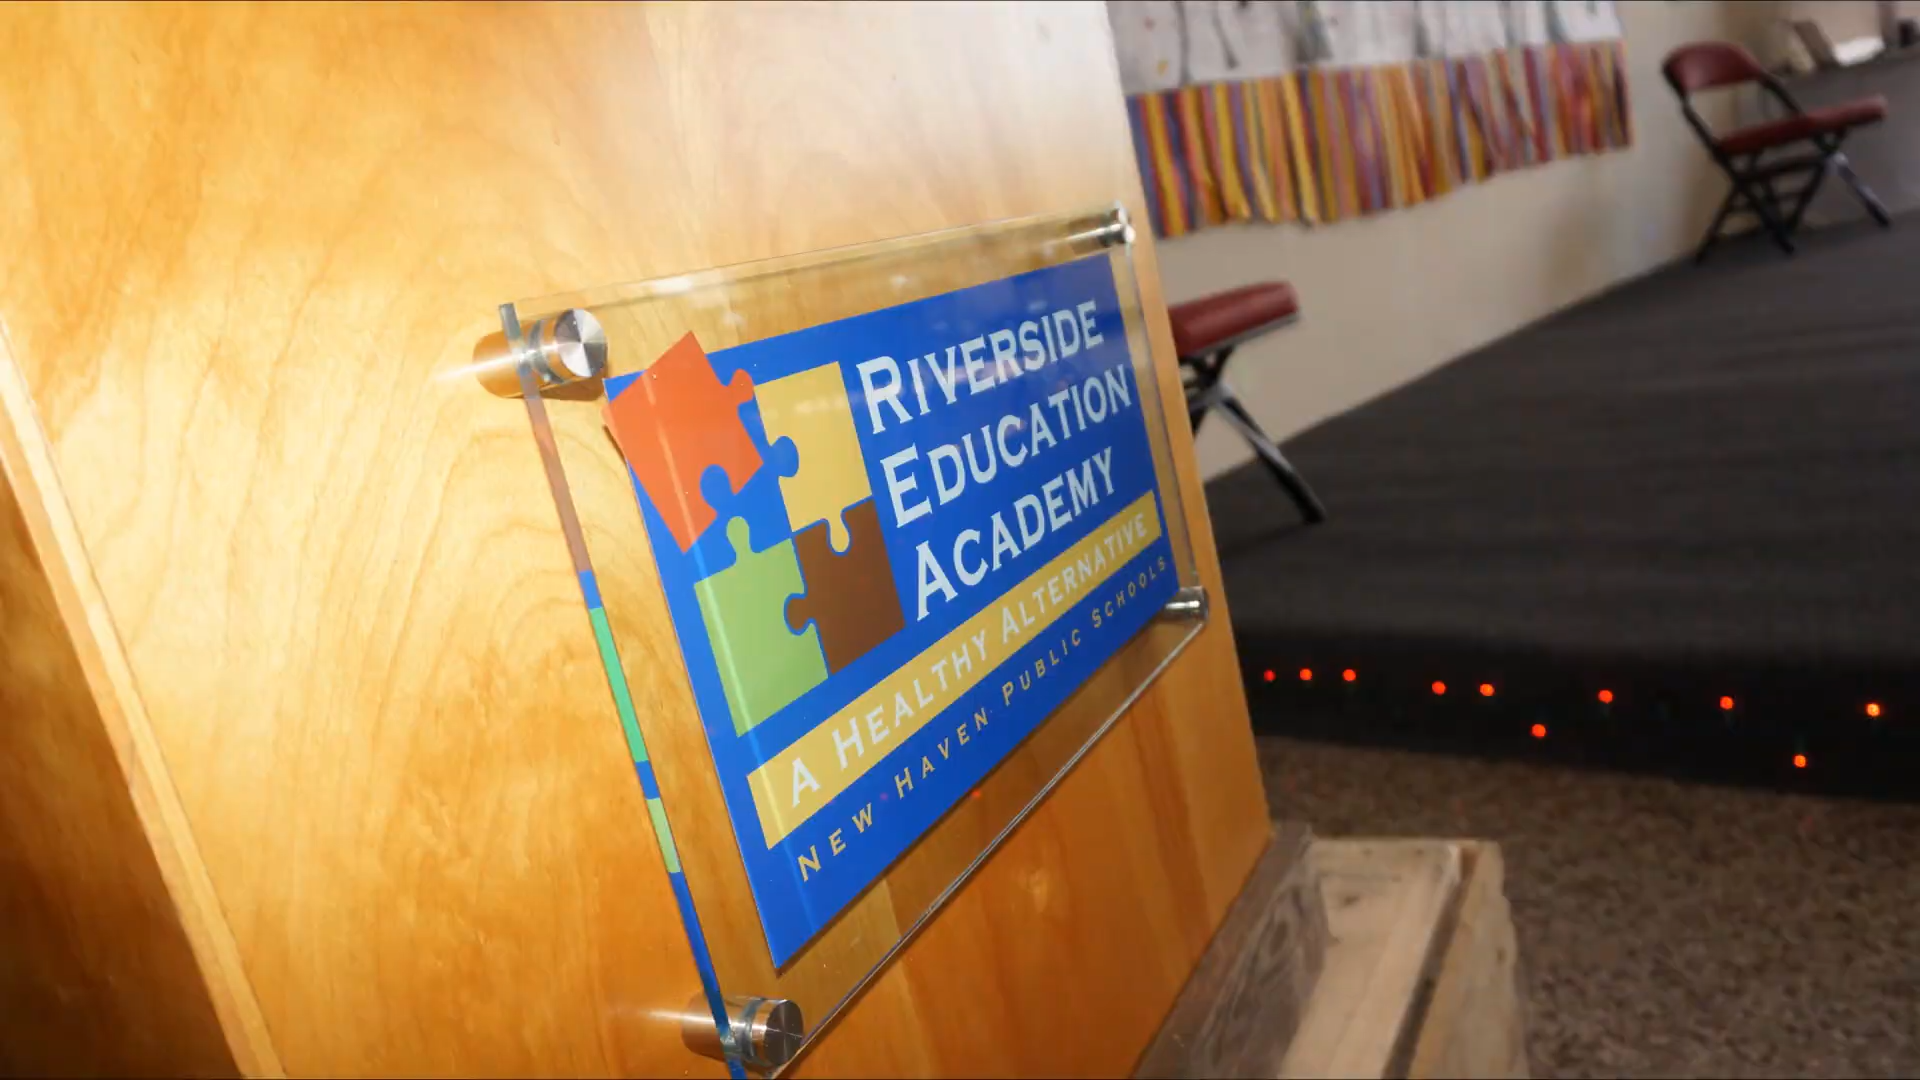 RIVERSIDE
EDUCATION
ACADEMY
A HEALTHY ALTERNATIVE
NEW HAVEN PUBLIC SCHOOLS